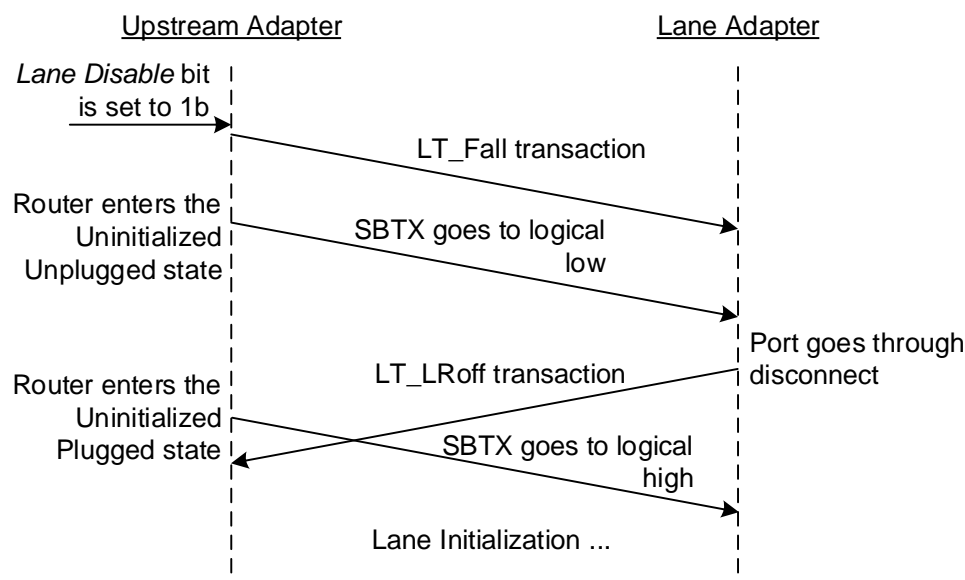 Upstream Adapter
Lane Adapter
Lane Disable bit
is set to 1b
LT_Fall transaction
Router enters the
Uninitialized
Unplugged state
SBTX goes to logical
low
Port goes through
disconnect
LT_LRoff transaction
Router enters the
Uninitialized
Plugged state
SBTX goes to logical
high
Lane Initialization ...